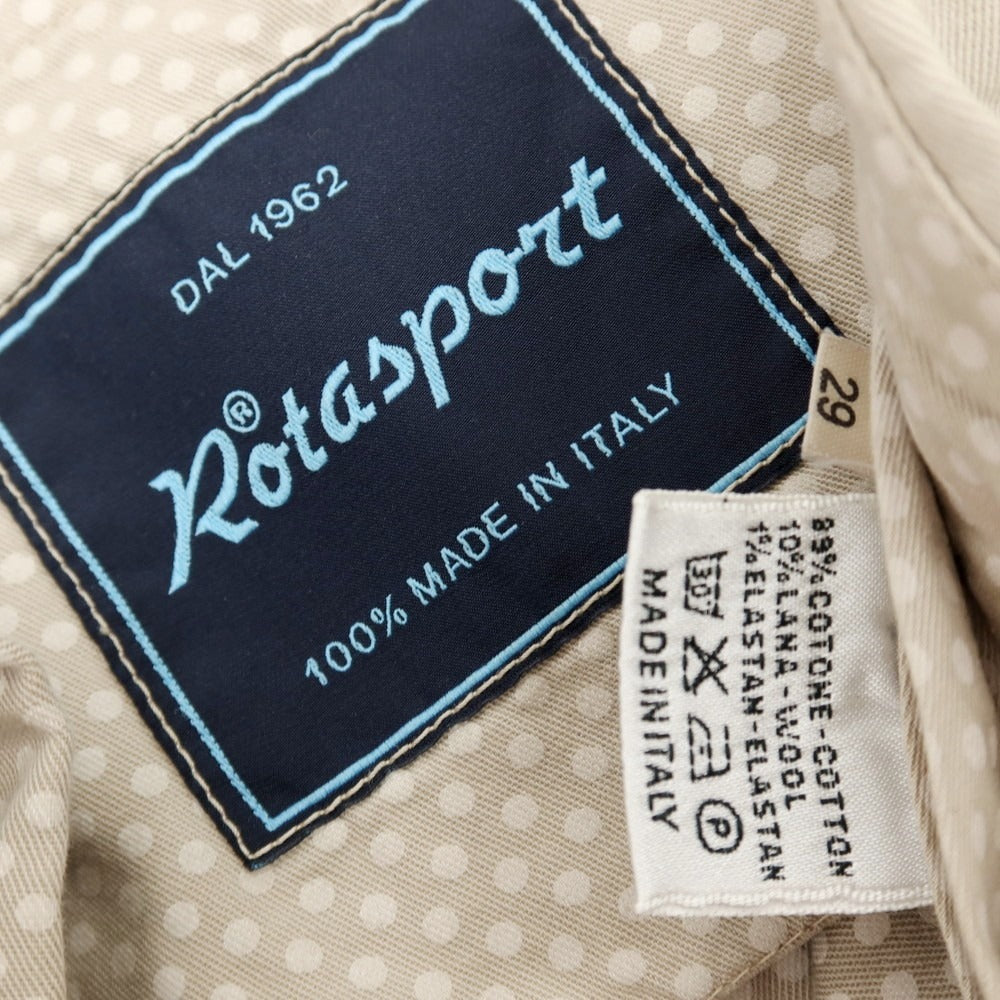 DAL 1962
Rotasport®
100% MADE IN ITALY
29
89% COTONE-COTTON
10% LANA-WOOL
1% ELASTAN-ELASTAN
30°
P
MADE IN ITALY